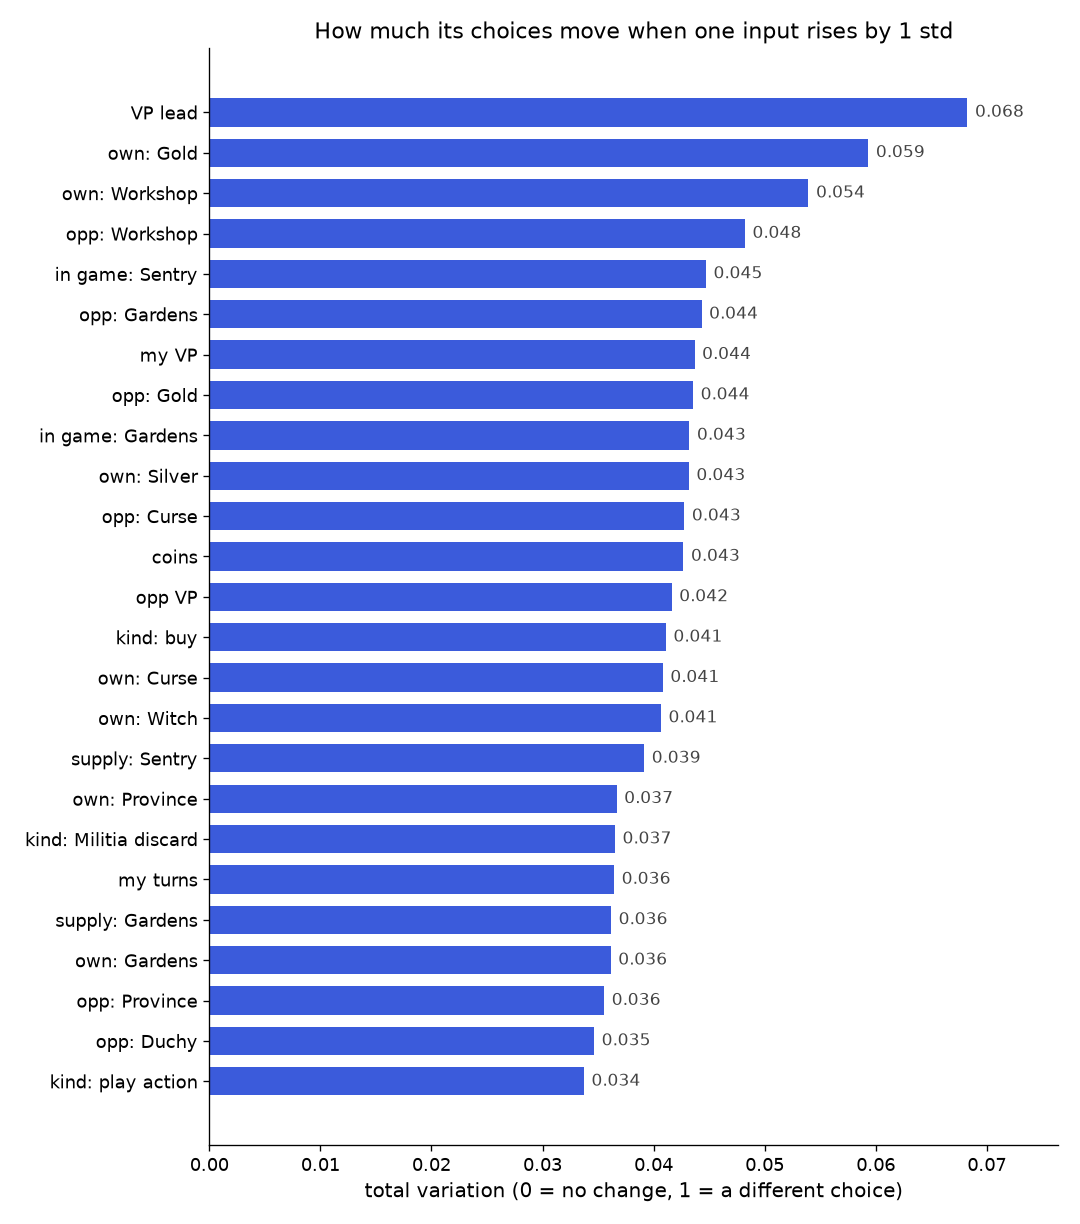 How much its choices move when one input rises by 1 std
VP lead 0.068
own: Gold 0.059
own: Workshop 0.054
opp: Workshop 0.048
in game: Sentry 0.045
opp: Gardens 0.044
my VP 0.044
opp: Gold 0.044
in game: Gardens 0.043
own: Silver 0.043
opp: Curse 0.043
coins 0.043
opp VP 0.042
kind: buy 0.041
own: Curse 0.041
own: Witch 0.041
supply: Sentry 0.039
own: Province 0.037
kind: Militia discard 0.037
my turns 0.036
supply: Gardens 0.036
own: Gardens 0.036
opp: Province 0.036
opp: Duchy 0.035
kind: play action 0.034
0.00 0.01 0.02 0.03 0.04 0.05 0.06 0.07
total variation (0 = no change, 1 = a different choice)